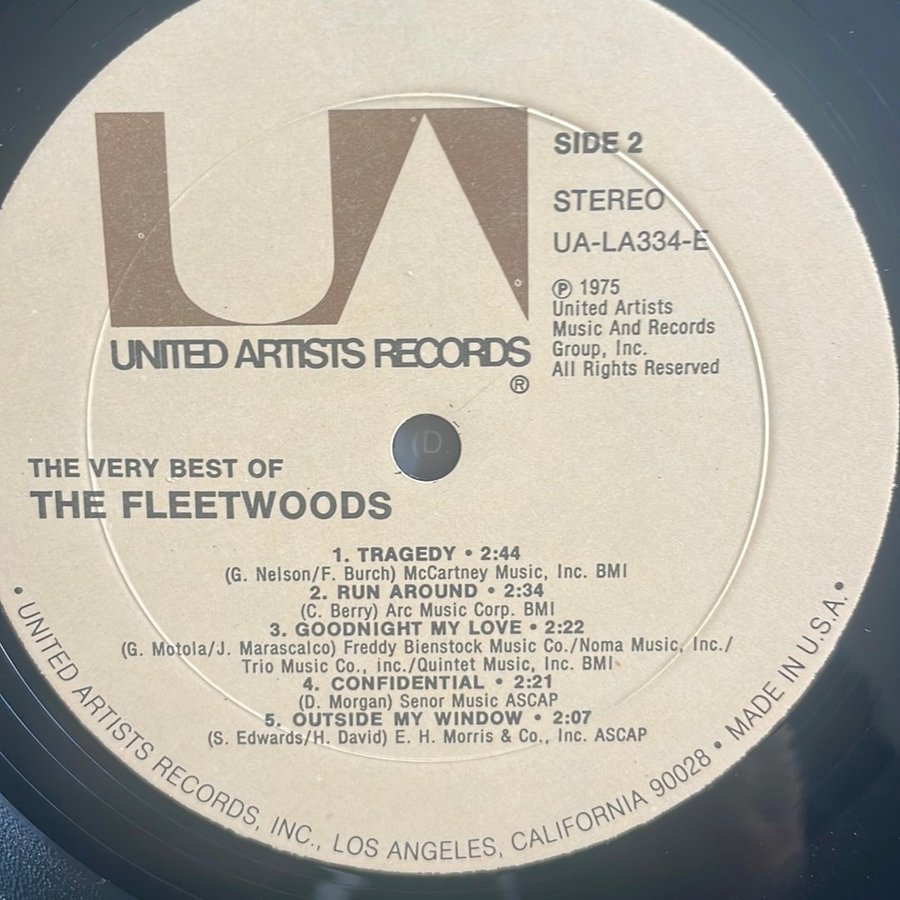 UA
UNITED ARTISTS RECORDS
®
SIDE 2
STEREO
UA-LA334-E
℗ 1975
United Artists
Music And Records
Group, Inc.
All Rights Reserved
THE VERY BEST OF
THE FLEETWOODS
1. TRAGEDY • 2:44
(G. Nelson/F. Burch) McCartney Music, Inc. BMI
2. RUN AROUND • 2:34
(C. Berry) Arc Music Corp. BMI
3. GOODNIGHT MY LOVE • 2:22
(G. Motola/J. Marascalco) Freddy Bienstock Music Co./Noma Music, Inc./
Trio Music Co., inc./Quintet Music, Inc. BMI
4. CONFIDENTIAL • 2:21
(D. Morgan) Senor Music ASCAP
5. OUTSIDE MY WINDOW • 2:07
(S. Edwards/H. David) E. H. Morris & Co., Inc. ASCAP
• UNITED ARTISTS RECORDS, INC., LOS ANGELES, CALIFORNIA 90028 • MADE IN U.S.A. •